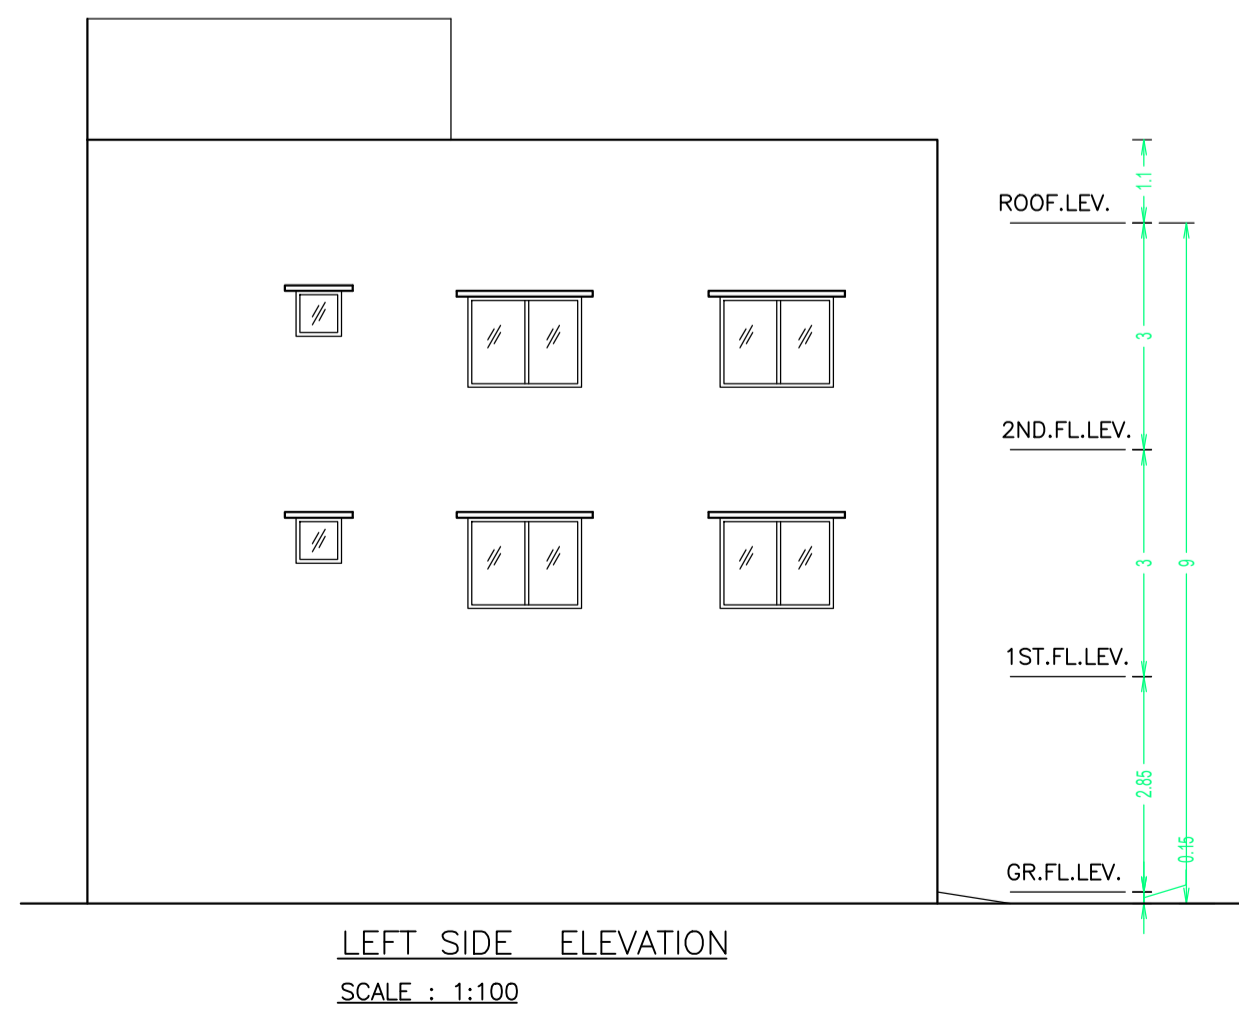 1.1
ROOF.LEV.
3
2ND.FL.LEV.
3
9
1ST.FL.LEV.
2.85
0.15
GR.FL.LEV.
LEFT SIDE ELEVATION
SCALE : 1:100